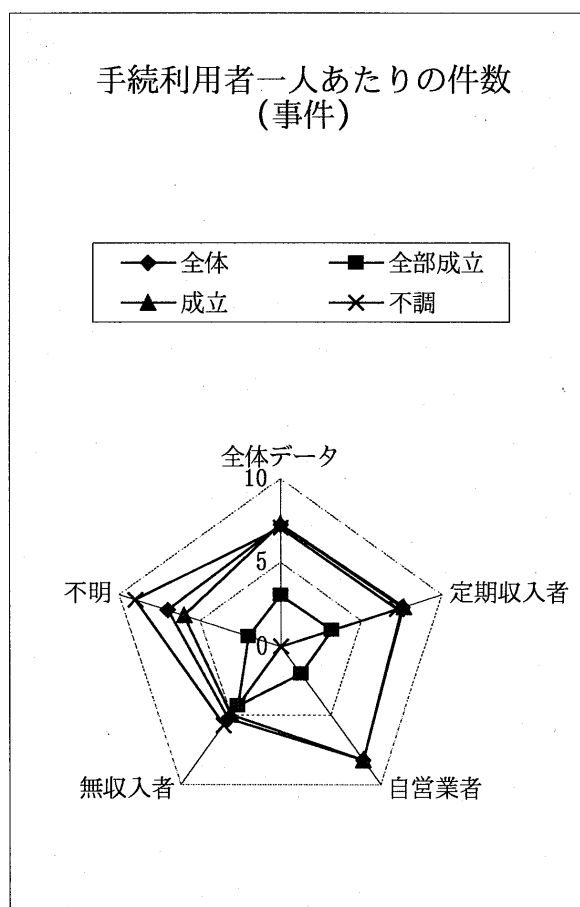 手続利用者一人あたりの件数
(事件)
全体 全部成立
成立 不調
全体データ
10
5
0
不明
定期収入者
無収入者
自営業者